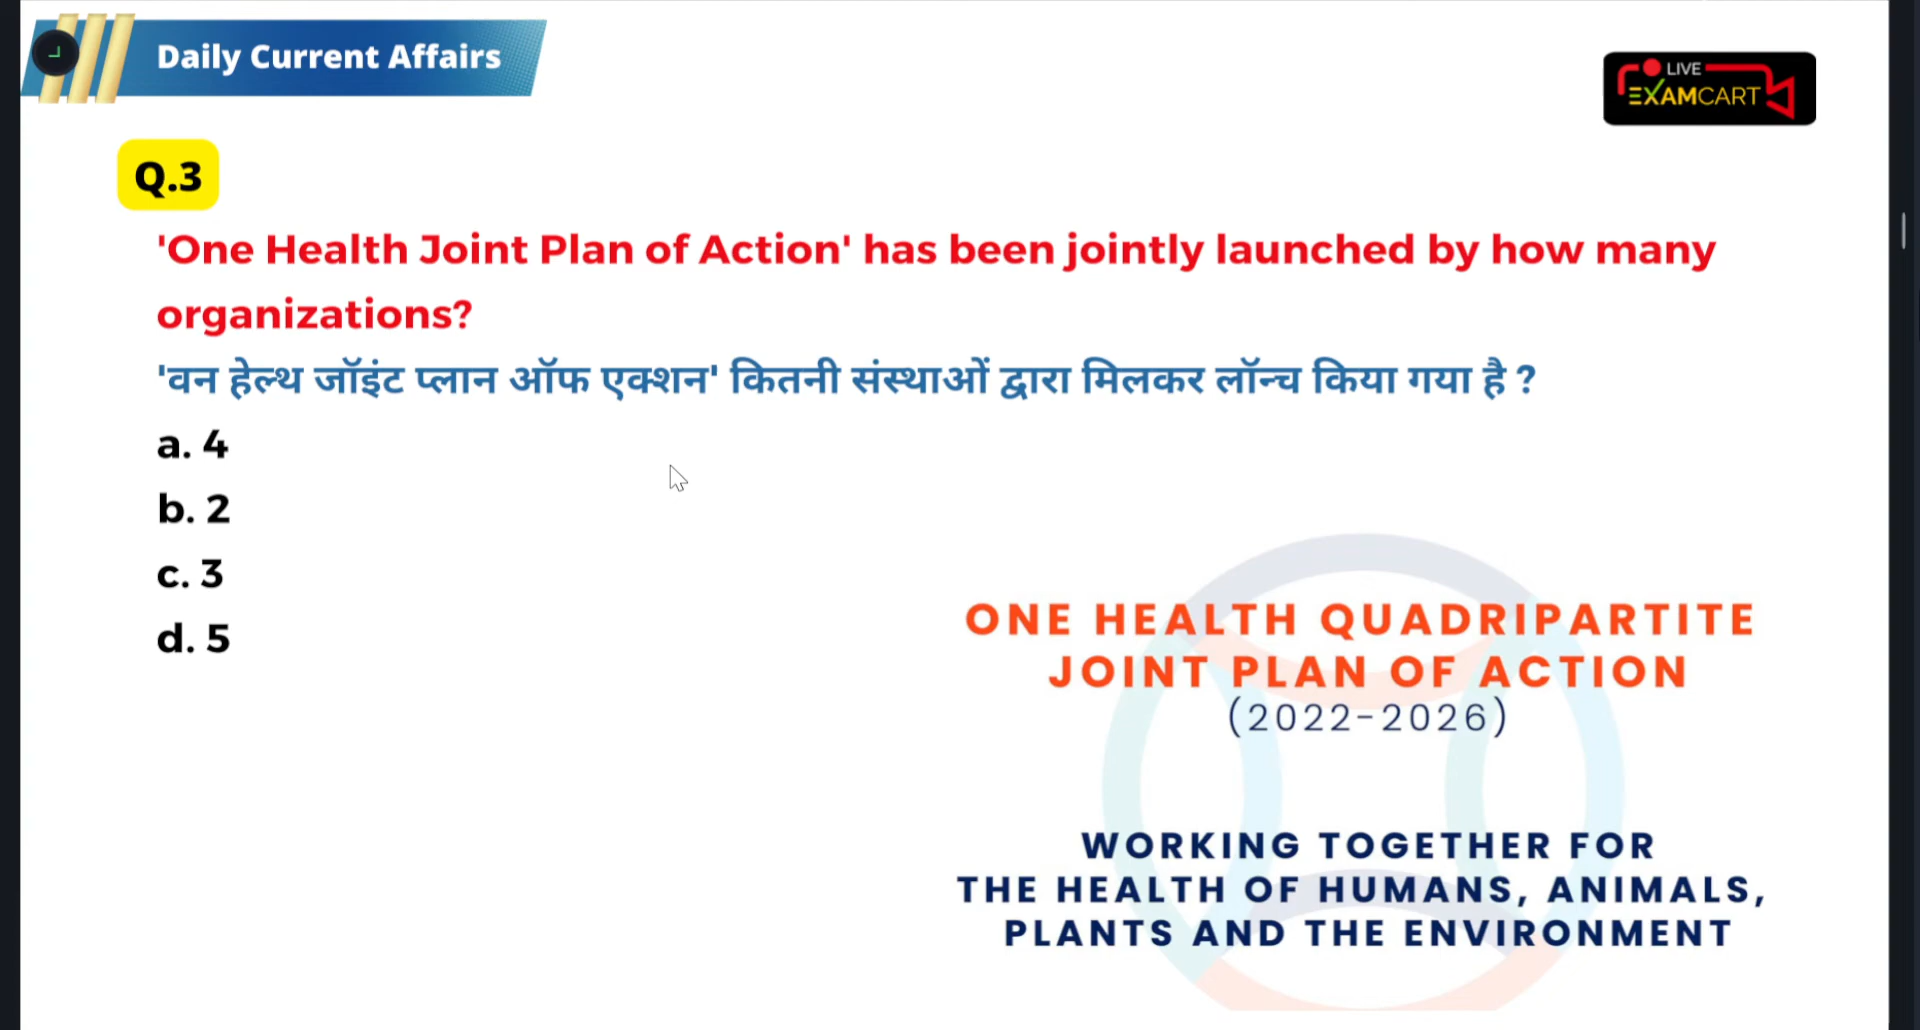 Daily Current Affairs
LIVE
EXAMCART
Q.3
'One Health Joint Plan of Action' has been jointly launched by how many
organizations?
'वन हेल्थ जॉइंट प्लान ऑफ एक्शन' कितनी संस्थाओं द्वारा मिलकर लॉन्च किया गया है ?
a. 4
b. 2
c. 3
d. 5
ONE HEALTH QUADRIPARTITE
JOINT PLAN OF ACTION
(2022-2026)
WORKING TOGETHER FOR
THE HEALTH OF HUMANS, ANIMALS,
PLANTS AND THE ENVIRONMENT